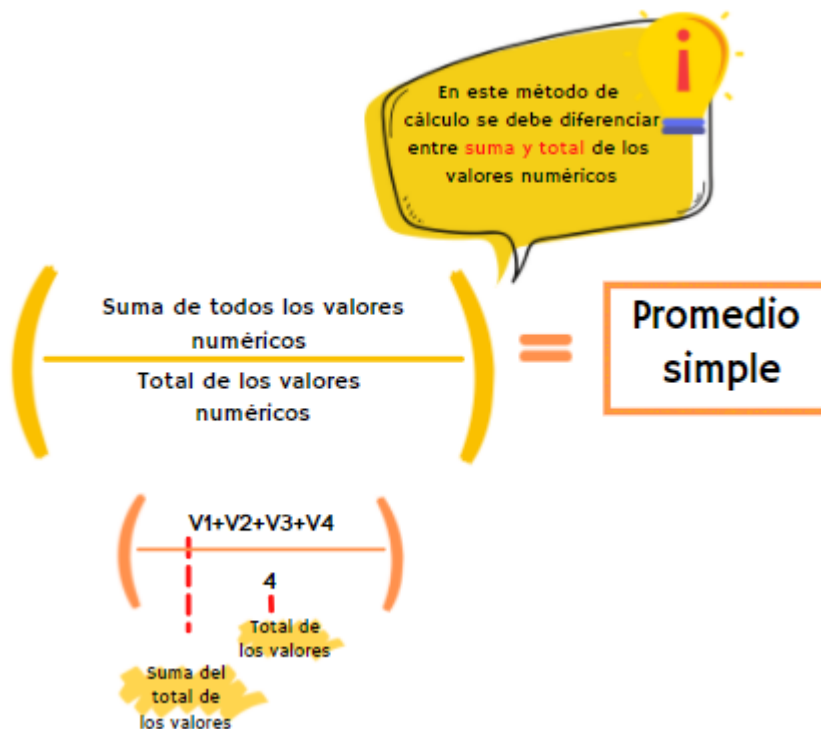 En este método de
cálculo se debe diferenciar
entre suma y total de los
valores numéricos
Suma de todos los valores
numéricos
Total de los valores
numéricos
=
Promedio
simple
V1+V2+V3+V4
4
Total de
los valores
Suma del
total de
los valores